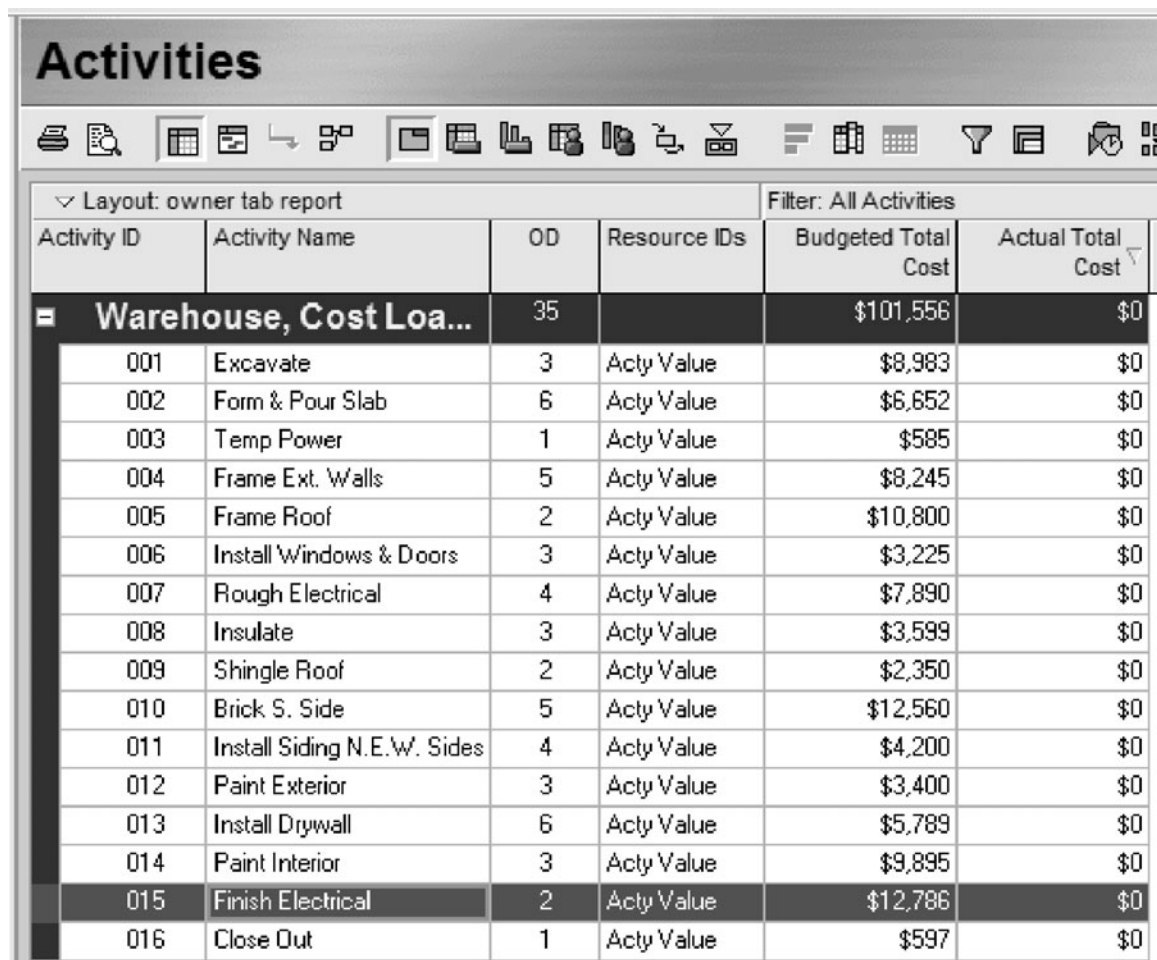 Activities
Layout: owner tab report Filter: All Activities
Activity ID Activity Name OD Resource IDs Budgeted Total Cost Actual Total Cost
Warehouse, Cost Loa... 35 $101,556 $0
001 Excavate 3 Acty Value $8,983 $0
002 Form & Pour Slab 6 Acty Value $6,652 $0
003 Temp Power 1 Acty Value $585 $0
004 Frame Ext. Walls 5 Acty Value $8,245 $0
005 Frame Roof 2 Acty Value $10,800 $0
006 Install Windows & Doors 3 Acty Value $3,225 $0
007 Rough Electrical 4 Acty Value $7,890 $0
008 Insulate 3 Acty Value $3,599 $0
009 Shingle Roof 2 Acty Value $2,350 $0
010 Brick S. Side 5 Acty Value $12,560 $0
011 Install Siding N.E.W. Sides 4 Acty Value $4,200 $0
012 Paint Exterior 3 Acty Value $3,400 $0
013 Install Drywall 6 Acty Value $5,789 $0
014 Paint Interior 3 Acty Value $9,895 $0
015 Finish Electrical 2 Acty Value $12,786 $0
016 Close Out 1 Acty Value $597 $0